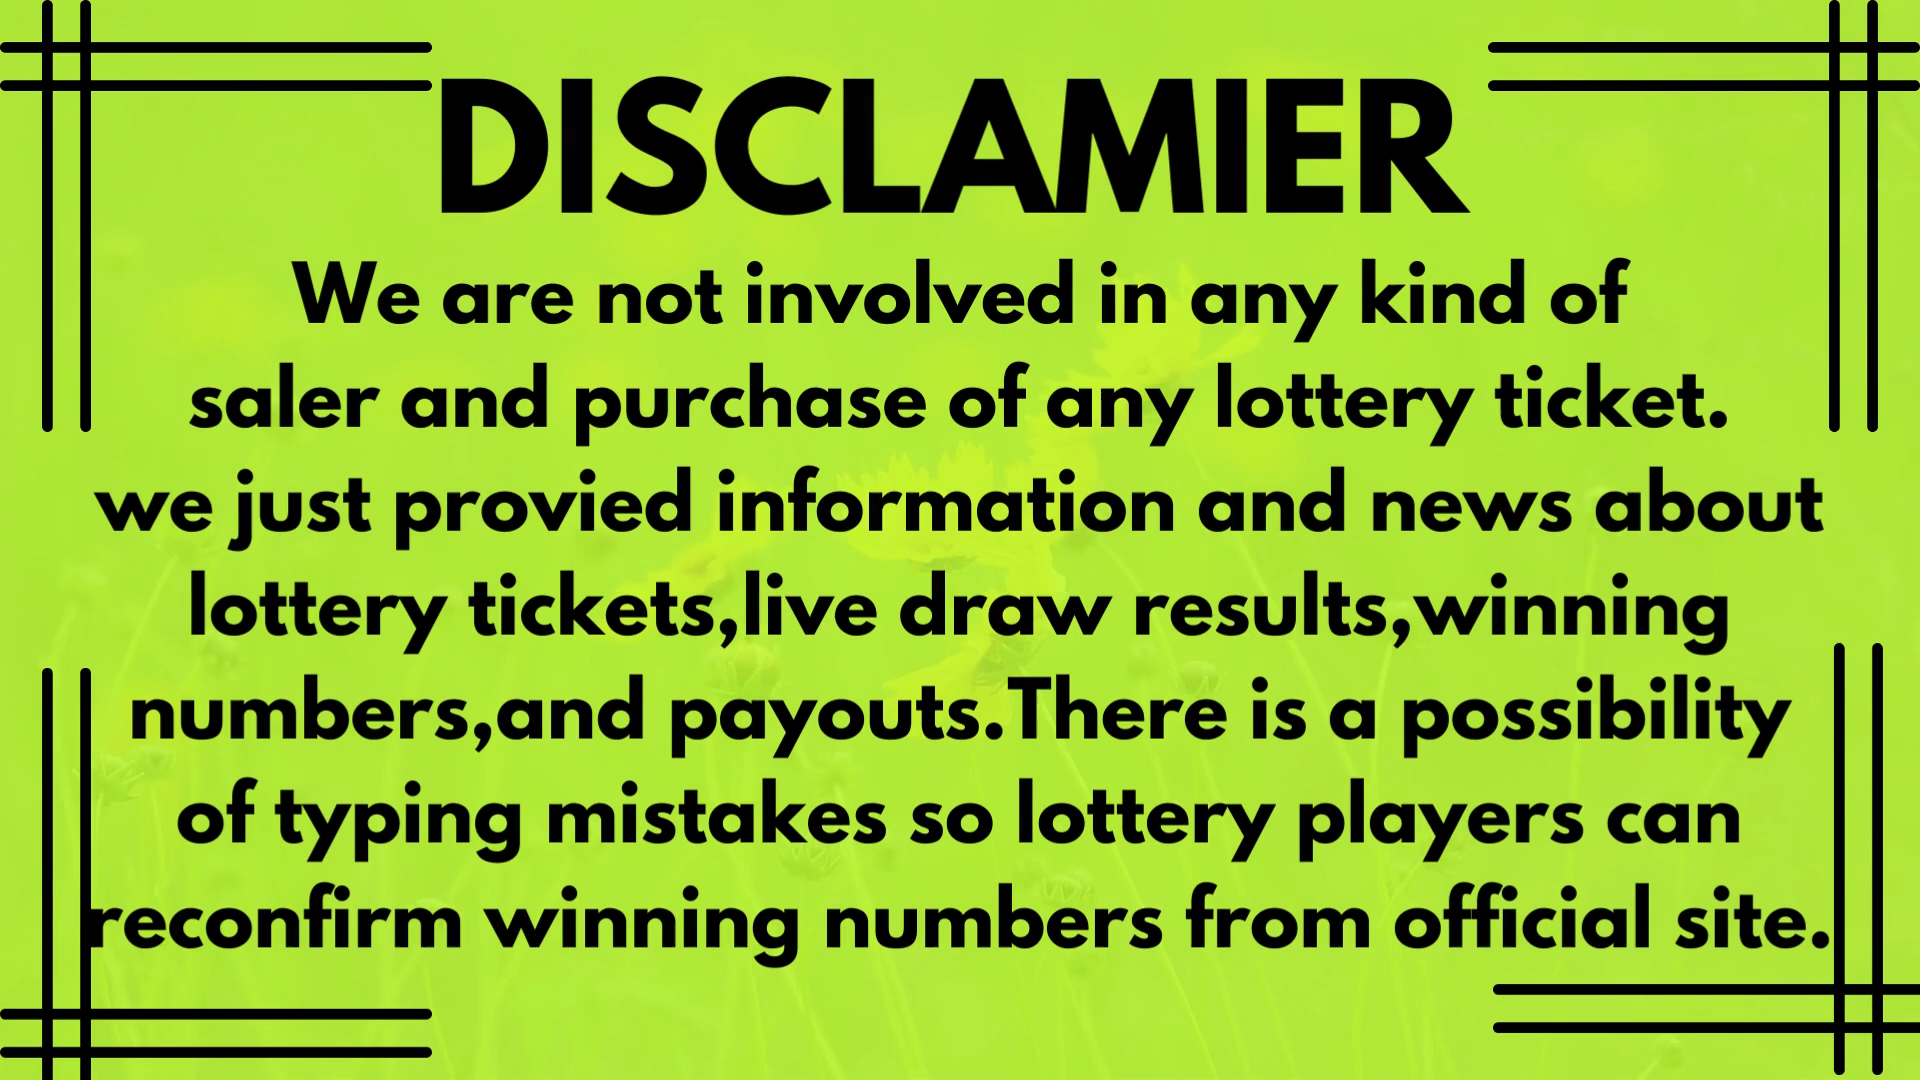 DISCLAMIER
We are not involved in any kind of
saler and purchase of any lottery ticket.
we just provied information and news about
lottery tickets,live draw results,winning
numbers,and payouts.There is a possibility
of typing mistakes so lottery players can
reconfirm winning numbers from official site.